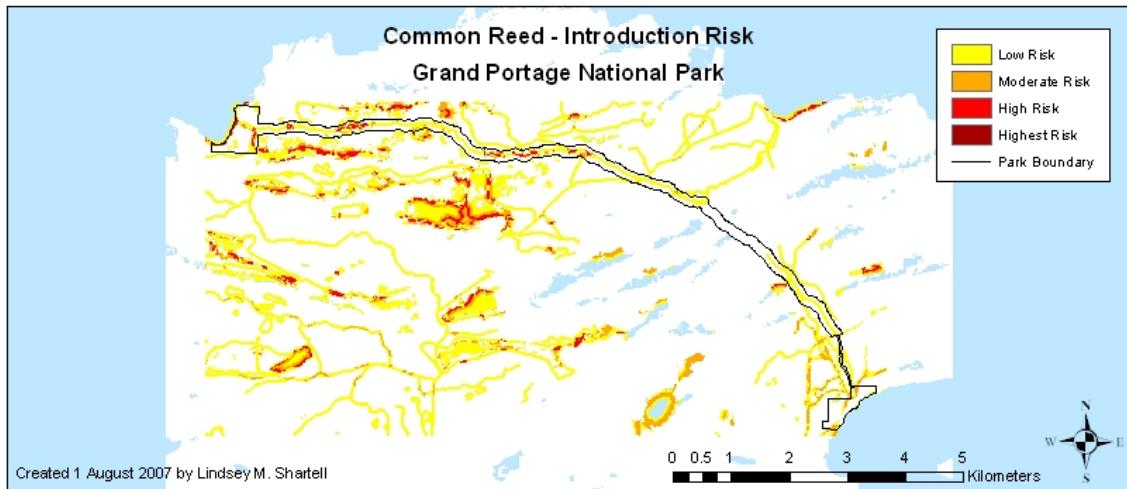 Common Reed - Introduction Risk
Grand Portage National Park
Low Risk
Moderate Risk
High Risk
Highest Risk
Park Boundary
N
W E
S
0 0.5 1 2 3 4 5
Kilometers
Created 1 August 2007 by Lindsey M. Shartell